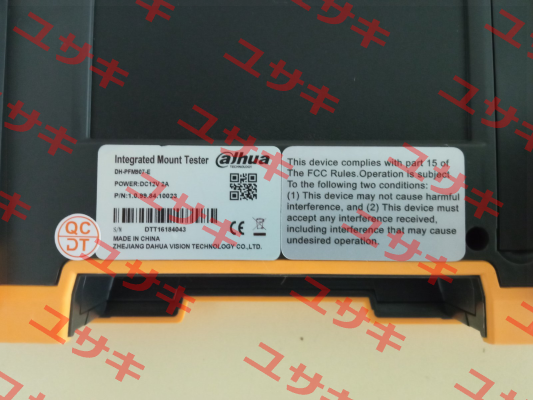 Integrated Mount Tester
alhua
TECHNOLOGY
DH-PFM907-E
POWER:DC12V 2A
P/N:1.0.99.04.10023
S/N
DTT16184043
MADE IN CHINA
ZHEJIANG DAHUA VISION TECHNOLOGY CO.,LTD.
CE
QC
DT
This device complies with part 15 of
The FCC Rules.Operation is subject
To the following two conditions:
(1) This device may not cause harmful
interference, and (2) This device must
accept any interference received,
including interference that may cause
undesired operation.
ユサキ
ユサキ
ユサキ
ユサキ
ユサキ
ユサキ
ユサキ
ユサキ